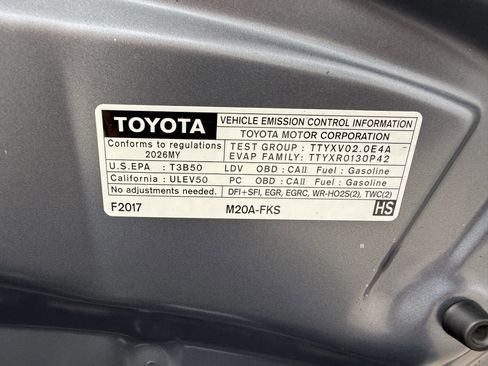 TOYOTA
VEHICLE EMISSION CONTROL INFORMATION
TOYOTA MOTOR CORPORATION
Conforms to regulations
2026MY
TEST GROUP : TTYXV02.0E4A
EVAP FAMILY: TTYXR0130P42
U.S.EPA : T3B50 LDV OBD : CAII Fuel : Gasoline
California : ULEV50 PC OBD : CAII Fuel : Gasoline
No adjustments needed. DFI+SFI, EGR, EGRC, WR-HO2S(2), TWC(2)
F2017 M20A-FKS HS